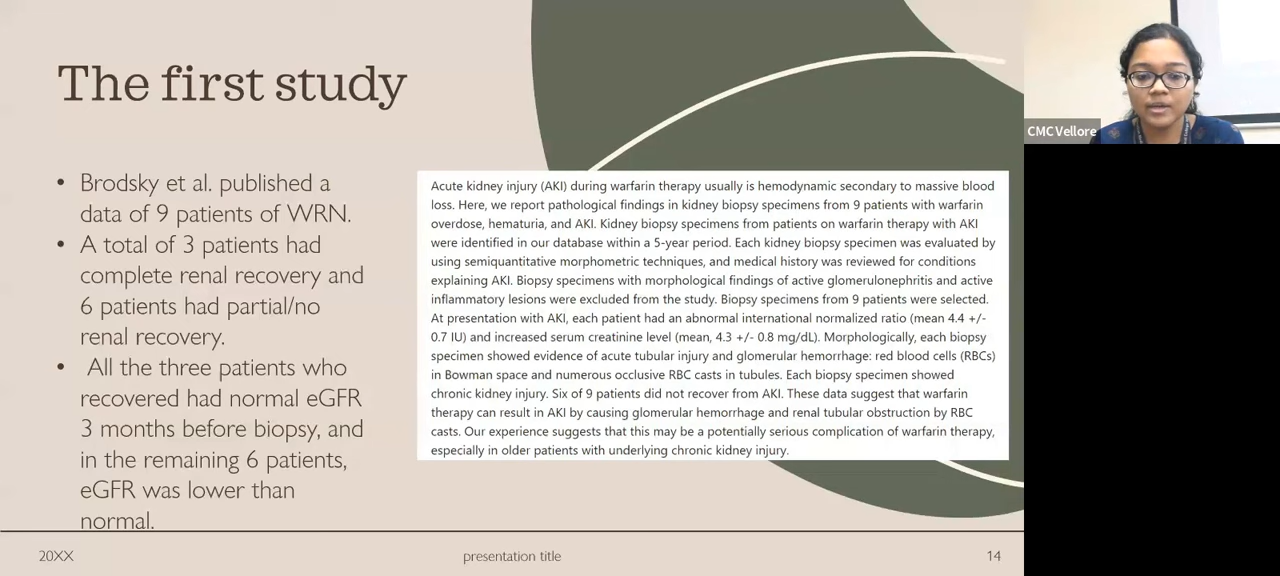 The first study
• Brodsky et al. published a
data of 9 patients of WRN.
• A total of 3 patients had
complete renal recovery and
6 patients had partial/no
renal recovery.
• All the three patients who
recovered had normal eGFR
3 months before biopsy, and
in the remaining 6 patients,
eGFR was lower than
normal.
Acute kidney injury (AKI) during warfarin therapy usually is hemodynamic secondary to massive blood
loss. Here, we report pathological findings in kidney biopsy specimens from 9 patients with warfarin
overdose, hematuria, and AKI. Kidney biopsy specimens from patients on warfarin therapy with AKI
were identified in our database within a 5-year period. Each kidney biopsy specimen was evaluated by
using semiquantitative morphometric techniques, and medical history was reviewed for conditions
explaining AKI. Biopsy specimens with morphological findings of active glomerulonephritis and active
inflammatory lesions were excluded from the study. Biopsy specimens from 9 patients were selected.
At presentation with AKI, each patient had an abnormal international normalized ratio (mean 4.4 +/-
0.7 IU) and increased serum creatinine level (mean, 4.3 +/- 0.8 mg/dL). Morphologically, each biopsy
specimen showed evidence of acute tubular injury and glomerular hemorrhage: red blood cells (RBCs)
in Bowman space and numerous occlusive RBC casts in tubules. Each biopsy specimen showed
chronic kidney injury. Six of 9 patients did not recover from AKI. These data suggest that warfarin
therapy can result in AKI by causing glomerular hemorrhage and renal tubular obstruction by RBC
casts. Our experience suggests that this may be a potentially serious complication of warfarin therapy,
especially in older patients with underlying chronic kidney injury.
CMC Vellore
20XX
presentation title
14